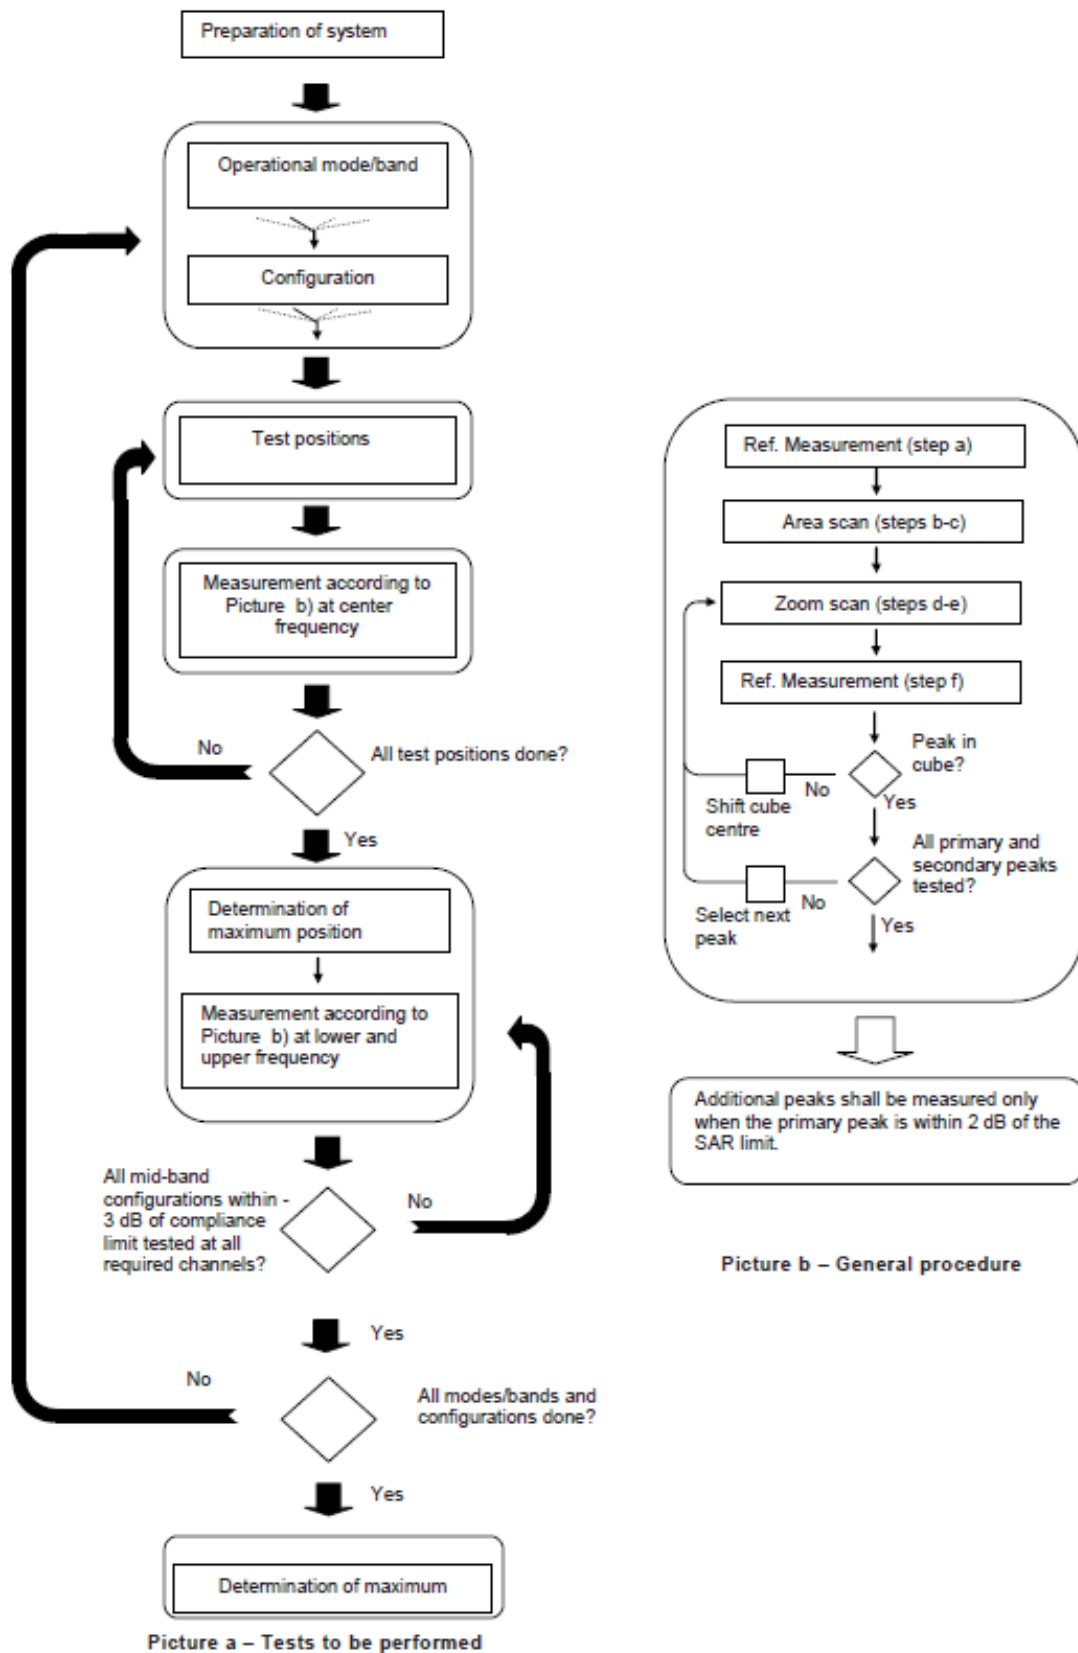 Preparation of system
Operational mode/band
Configuration
Test positions
Measurement according to
Picture b) at center
frequency
No
All test positions done?
Yes
Determination of
maximum position
Measurement according to
Picture b) at lower and
upper frequency
All mid-band
configurations within -
3 dB of compliance
limit tested at all
required channels?
No
Yes
No
All modes/bands and
configurations done?
Yes
Determination of maximum
Picture a – Tests to be performed
Ref. Measurement (step a)
Area scan (steps b-c)
Zoom scan (steps d-e)
Ref. Measurement (step f)
Peak in
cube?
No
Shift cube
centre
Yes
All primary and
secondary peaks
tested?
No
Select next
peak
Yes
Additional peaks shall be measured only
when the primary peak is within 2 dB of the
SAR limit.
Picture b – General procedure